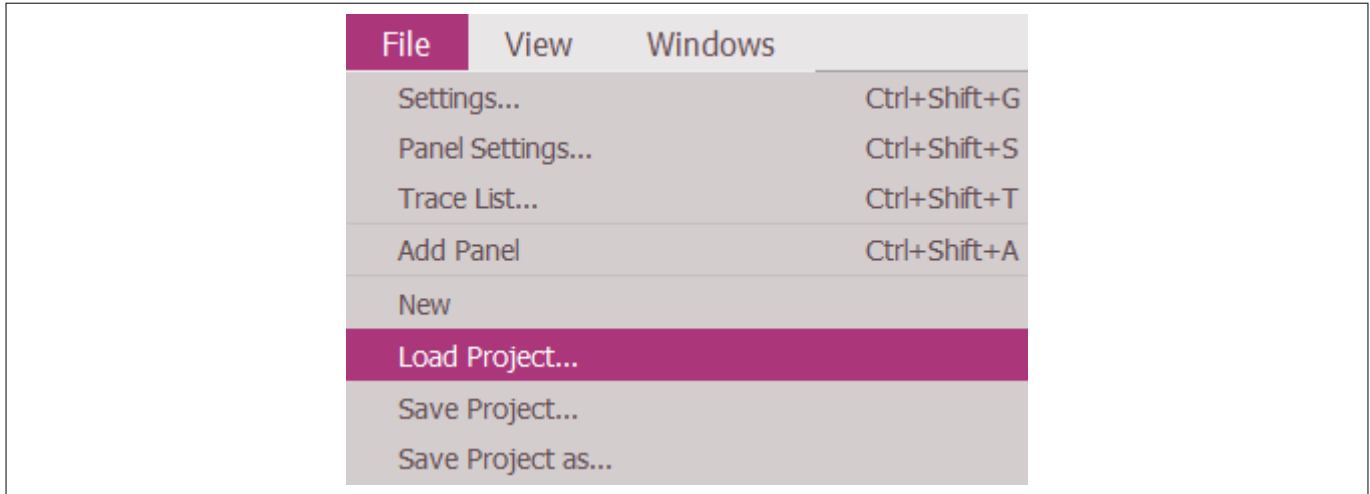 File View Windows
Settings... Ctrl+Shift+G
Panel Settings... Ctrl+Shift+S
Trace List... Ctrl+Shift+T
Add Panel Ctrl+Shift+A
New
Load Project...
Save Project...
Save Project as...